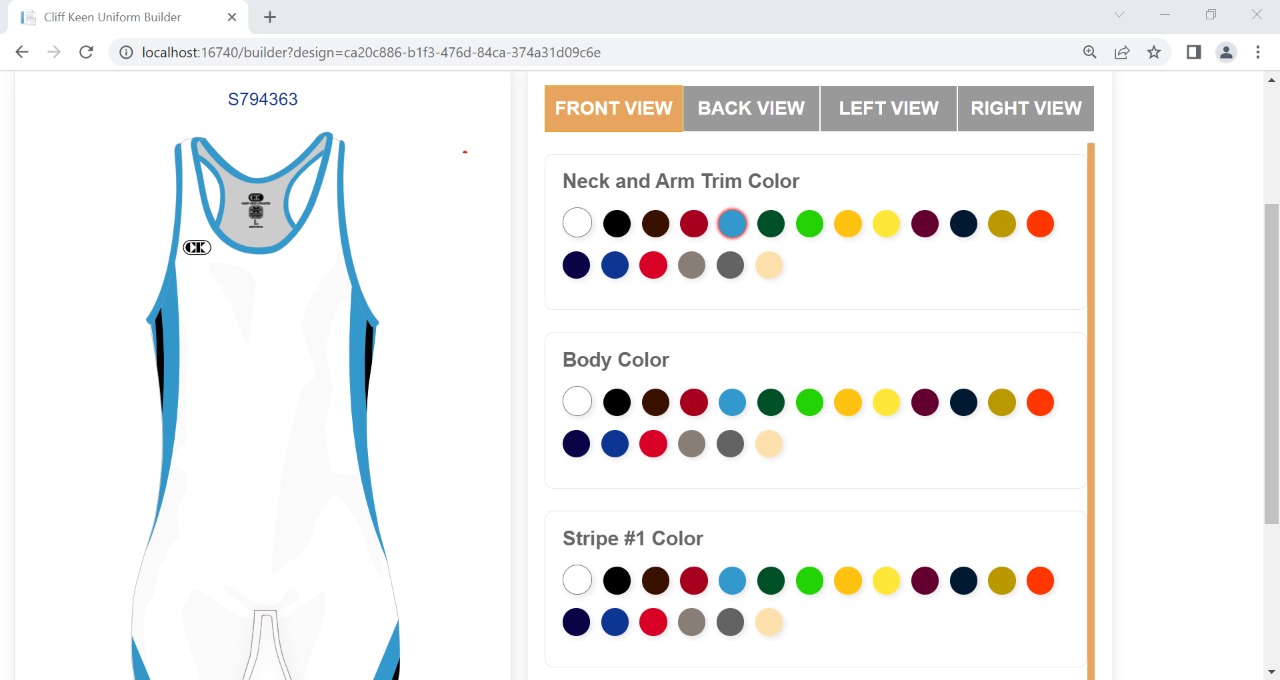 Cliff Keen Uniform Builder
localhost:16740/builder?design=ca20c886-b1f3-476d-84ca-374a31d09c6e
S794363
CK
L
CK
FRONT VIEW
BACK VIEW
LEFT VIEW
RIGHT VIEW
Neck and Arm Trim Color
Body Color
Stripe #1 Color